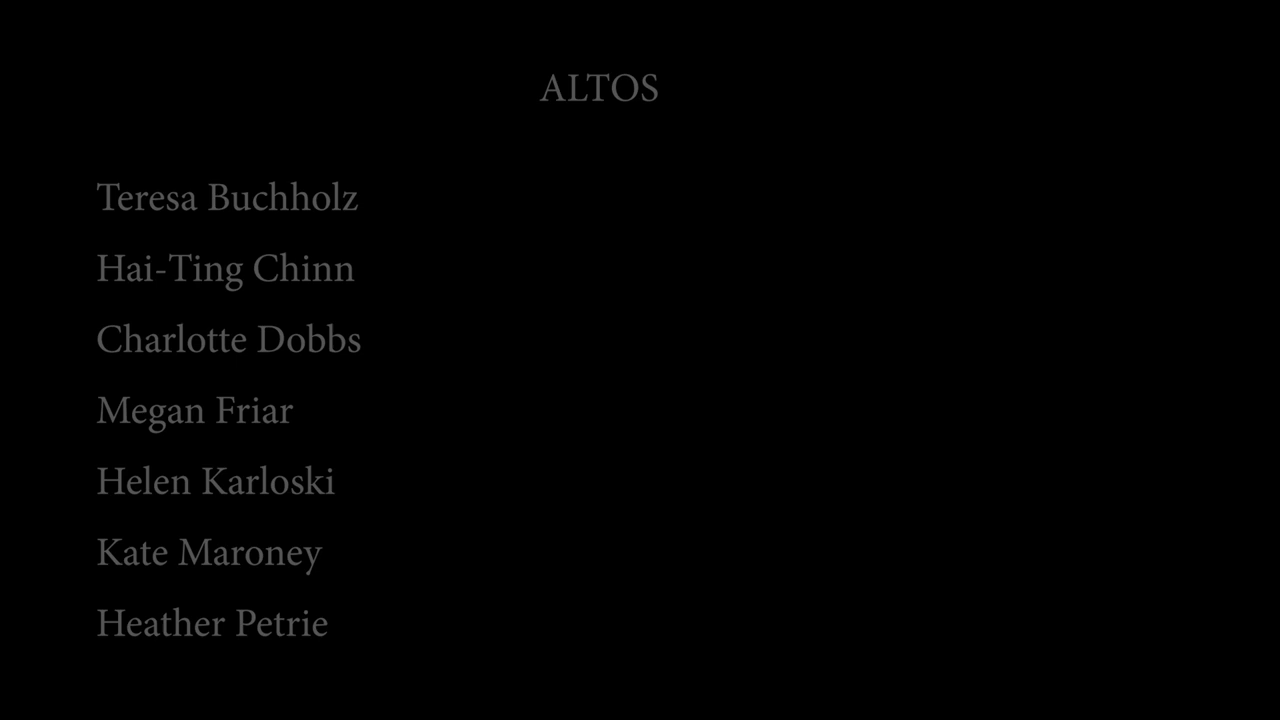 ALTOS
Teresa Buchholz
Hai-Ting Chinn
Charlotte Dobbs
Megan Friar
Helen Karloski
Kate Maroney
Heather Petrie